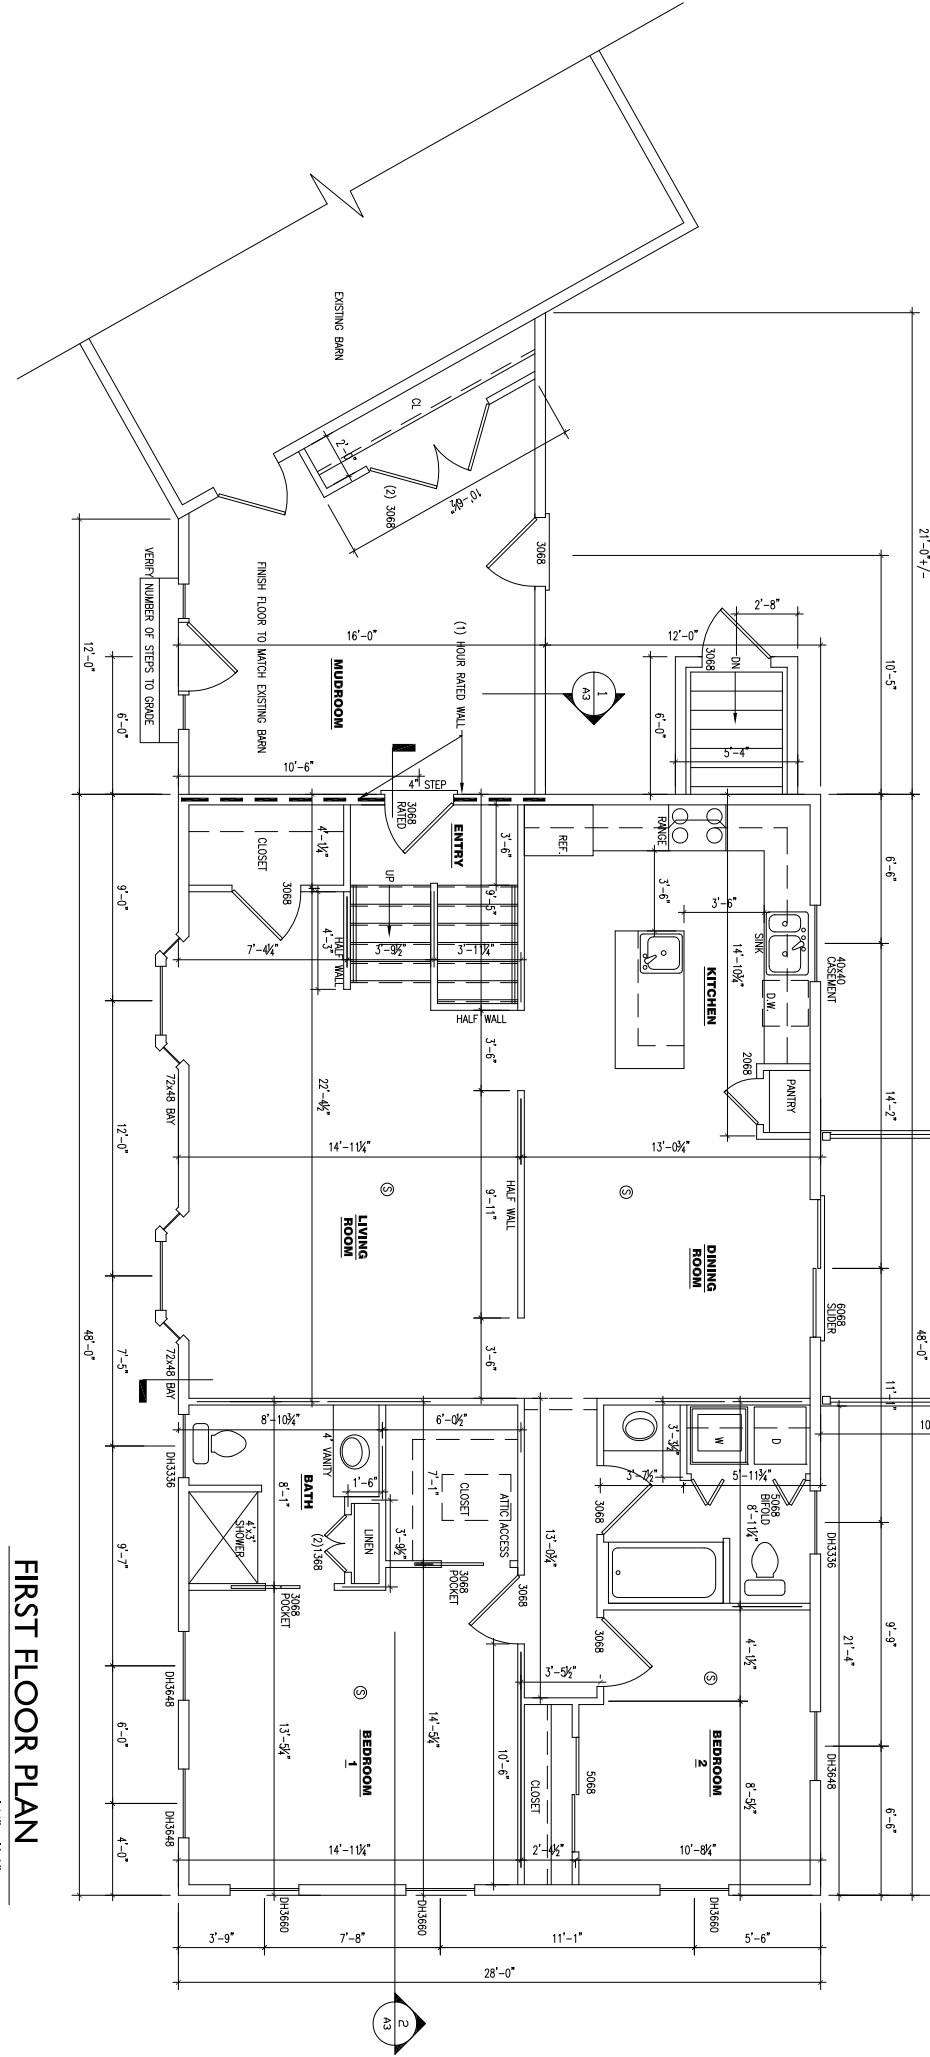 EXISTING BARN
CL
2'-0"
(2) 3068
10'-6½"
3068
21'-0"+/-
VERIFY NUMBER OF STEPS TO GRADE
FINISH FLOOR TO MATCH EXISTING BARN
12'-0"
6'-0"
16'-0"
12'-0"
MUDROOM
(1) HOUR RATED WALL
1
A3
2'-8"
DN
3068
6'-0"
5'-4"
10'-5"
10'-6"
4" STEP
3068
RATED
ENTRY
3'-6"
REF.
RANGE
CLOSET
4'-1¼"
UP
3068
9'-5"
3'-6"
3'-6"
6'-6"
9'-0"
7'-4¼"
4'-3"
HALF WALL
3'-9½"
3'-11¼"
SINK
14'-10¾"
D.W.
40x40
CASEMENT
KITCHEN
HALF WALL
3'-6"
2068
PANTRY
14'-2"
72x48 BAY
22'-4½"
12'-0"
14'-11¼"
13'-0¾"
S
S
9'-11"
HALF WALL
LIVING
ROOM
DINING
ROOM
6068
SLIDER
48'-0"
48'-0"
7'-5"
72x48 BAY
3'-6"
11'-1"
10
8'-10¾"
6'-0½"
4' VANITY
3'-3½"
W
D
DH3336
8'-1"
BATH
1'-6"
7'-1"
CLOSET
ATTIC ACCESS
3'-7½"
5'-11¾"
5068
BIFOLD
8'-11¼"
4'x3'
SHOWER
(2)1368
LINEN
3'-9½"
13'-0¾"
3068
DH3336
9'-7"
3068
POCKET
3068
POCKET
3068
3068
9'-9"
21'-4"
4'-1½"
DH3648
S
3'-5½"
S
6'-0"
13'-5¼"
BEDROOM
1
14'-5¼"
10'-6"
CLOSET
5068
BEDROOM
2
8'-5½"
DH3648
6'-6"
DH3648
4'-0"
14'-11¼"
2'-4½"
10'-8¼"
DH3660
DH3660
DH3660
3'-9"
7'-8"
11'-1"
5'-6"
28'-0"
2
A3
FIRST FLOOR PLAN